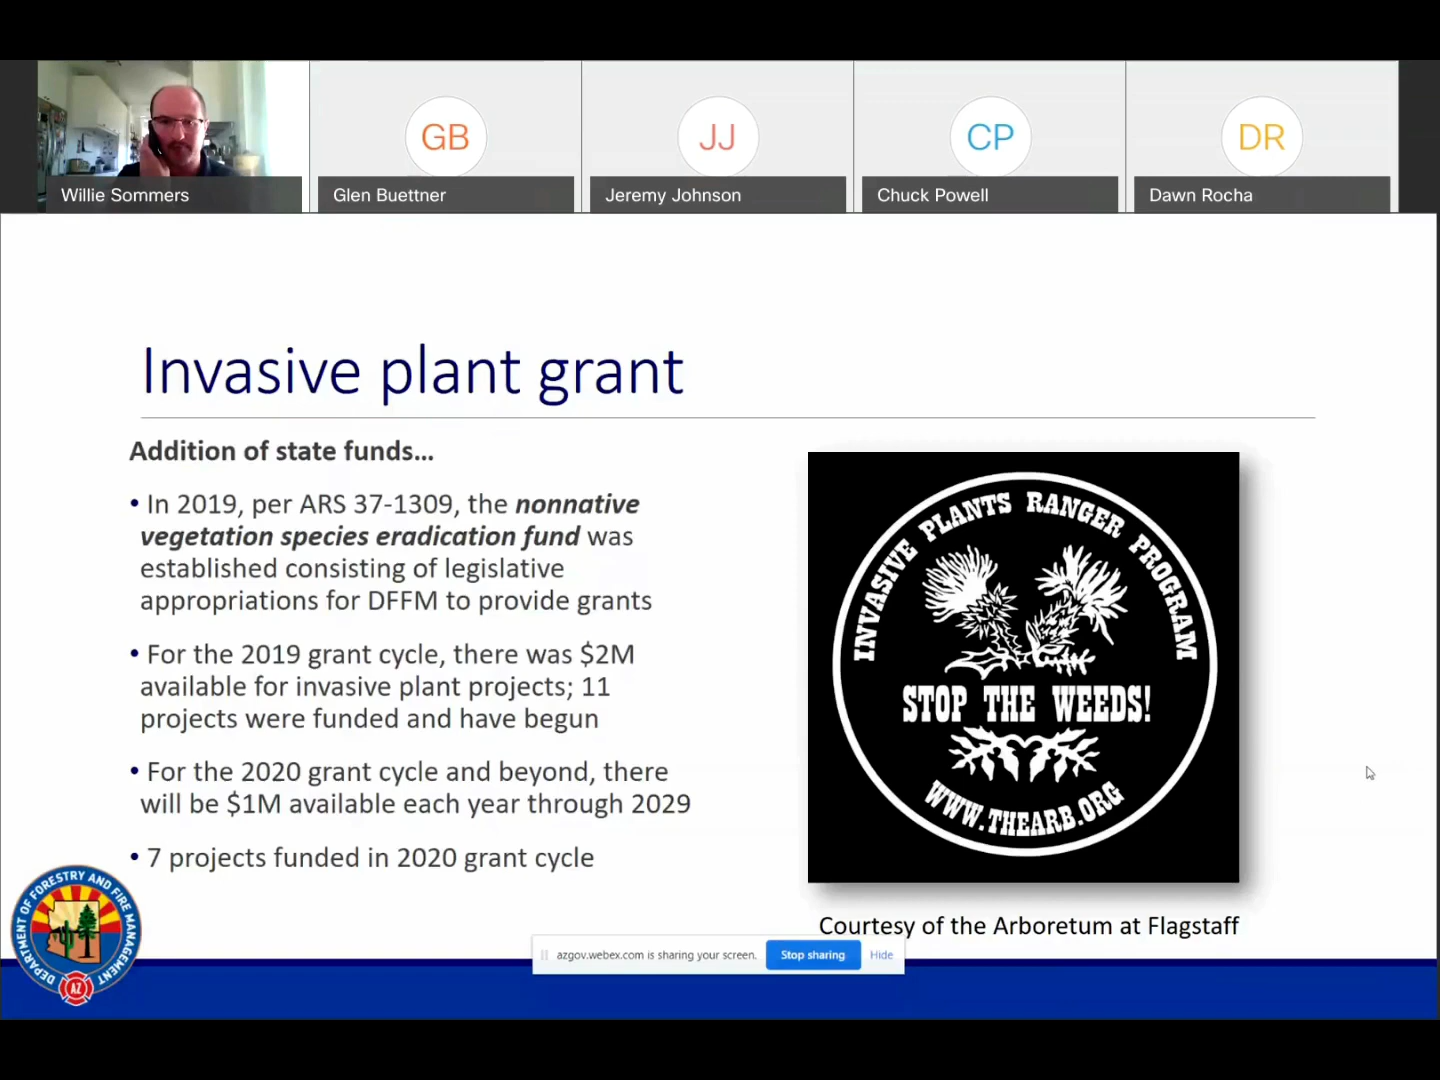 GB
JJ
CP
DR
Willie Sommers
Glen Buettner
Jeremy Johnson
Chuck Powell
Dawn Rocha
Invasive plant grant
Addition of state funds...
• In 2019, per ARS 37-1309, the nonnative
vegetation species eradication fund was
established consisting of legislative
appropriations for DFFM to provide grants
• For the 2019 grant cycle, there was $2M
available for invasive plant projects; 11
projects were funded and have begun
• For the 2020 grant cycle and beyond, there
will be $1M available each year through 2029
• 7 projects funded in 2020 grant cycle
INVASIVE PLANTS RANGER PROGRAM
STOP THE WEEDS!
WWW.THEARB.ORG
Courtesy of the Arboretum at Flagstaff
DEPARTMENT OF FORESTRY AND FIRE MANAGEMENT
AZ
azgov.webex.com is sharing your screen.
Stop sharing
Hide